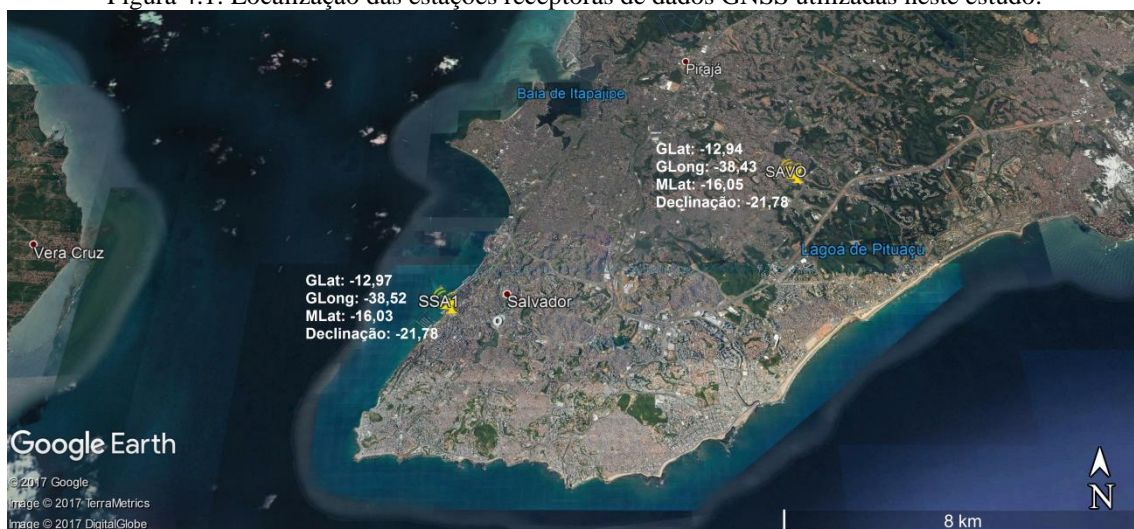 Figura 4.1: Localização das estações receptoras de dados GNSS utilizadas neste estudo.
Pirajá
Baia de Itapajipe
GLat: -12,94
GLong: -38,43
MLat: -16,05
Declinação: -21,78
SAVO
Vera Cruz
Lagoa de Pituaçu
GLat: -12,97
GLong: -38,52
MLat: -16,03
Declinação: -21,78
SSA1
Salvador
Google Earth
© 2017 Google
Image © 2017 TerraMetrics
Image © 2017 DigitalGlobe
N
8 km